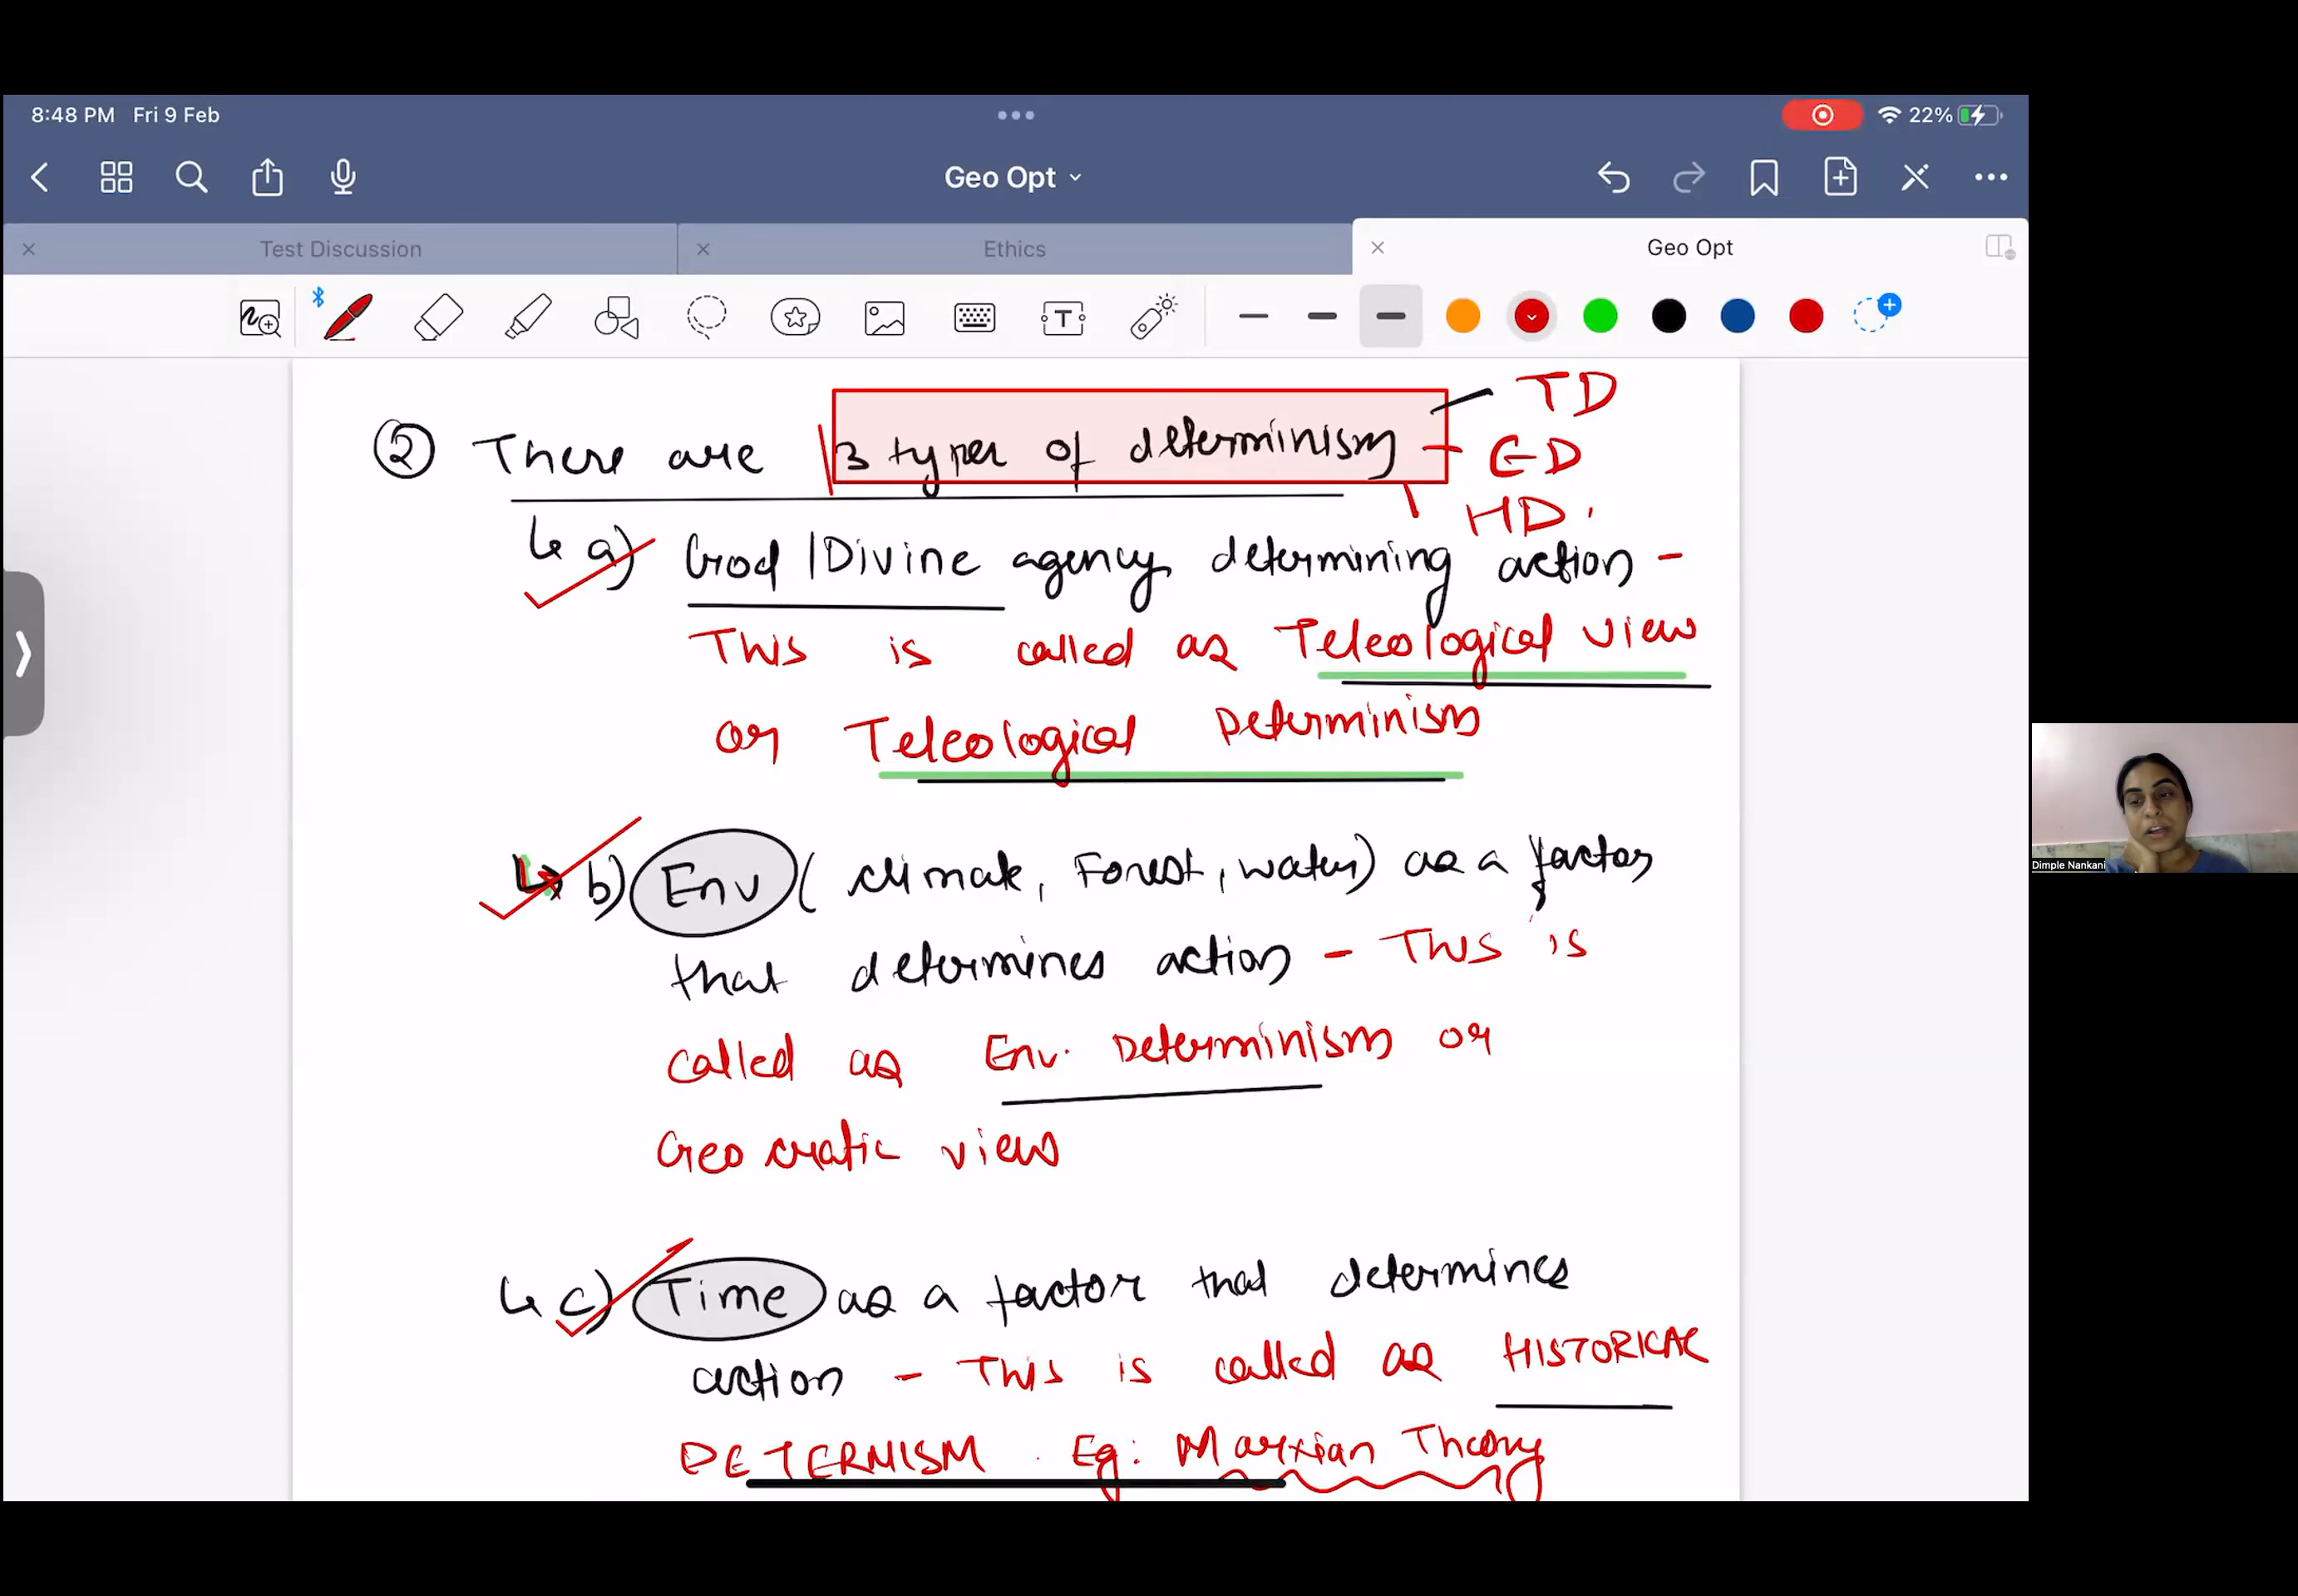 8:48 PM Fri 9 Feb
22%
Geo Opt
Test Discussion
Ethics
Geo Opt
TD
② There are 3 types of determinism
ED
HD
a) God / Divine agency determining action -
This is called as Teleological view
or Teleological Determinism
b) Env ( climate, Forest, water) as a factor
that determines action - This is
called as Env. Determinism or
Geo cratic view
c) Time as a factor that determines
action - This is called as HISTORICAL
DETERNISM . Eg: Marxian Theory
Dimple Nankani